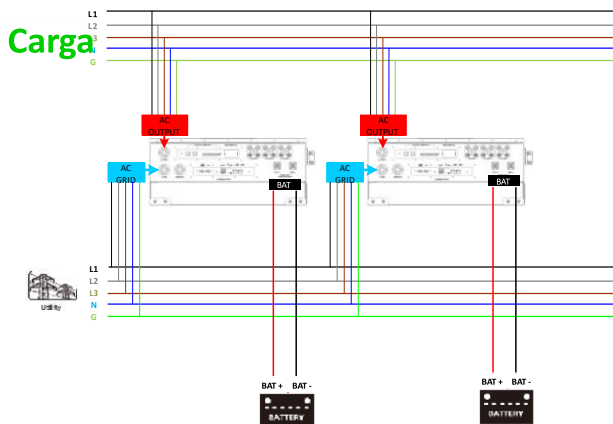 L1
L2
L3
Carga
N
G
AC
OUTPUT
AC
OUTPUT
AC
GRID
AC
GRID
BAT
BAT
L1
L2
L3
N
G
Utility
BAT + BAT -
BAT + BAT -
BATTERY
BATTERY